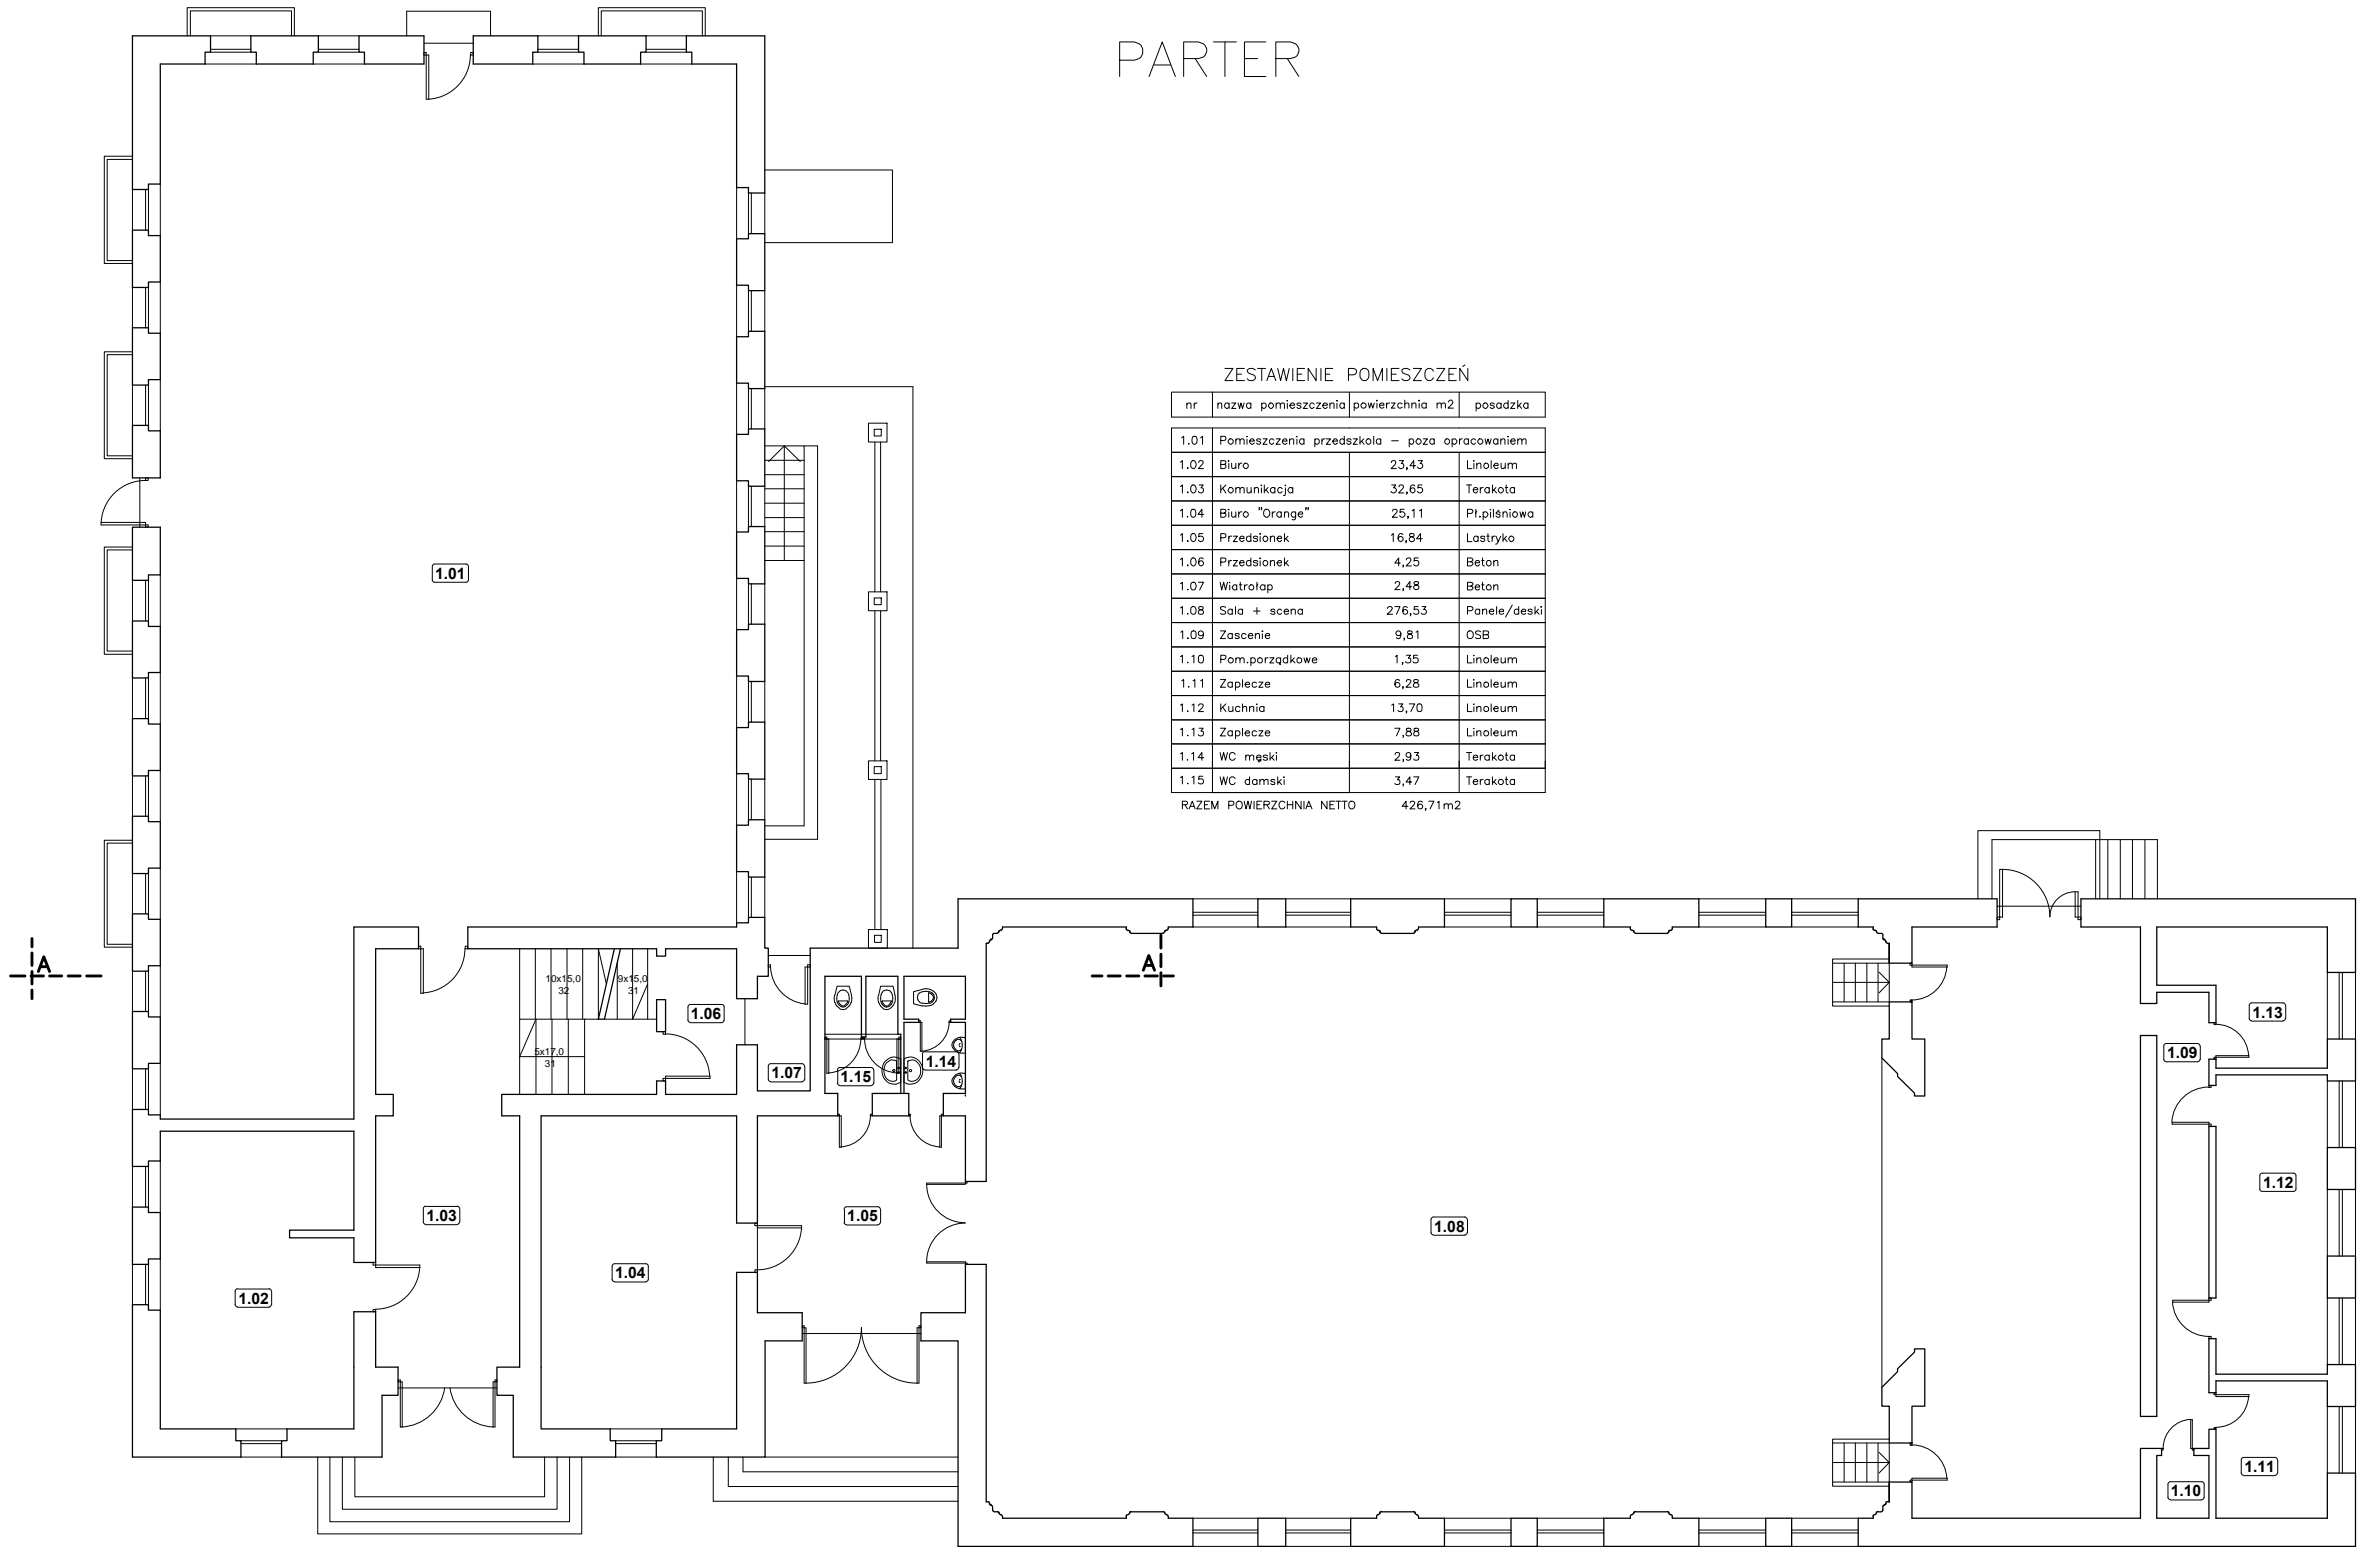 PARTER
ZESTAWIENIE POMIESZCZEŃ
nr nazwa pomieszczenia powierzchnia m2 posadzka
1.01 Pomieszczenia przedszkola – poza opracowaniem
1.02 Biuro 23,43 Linoleum
1.03 Komunikacja 32,65 Terakota
1.04 Biuro "Orange" 25,11 Pł.pilśniowa
1.05 Przedsionek 16,84 Lastryko
1.06 Przedsionek 4,25 Beton
1.07 Wiatrołap 2,48 Beton
1.08 Sala + scena 276,53 Panele/deski
1.09 Zascenie 9,81 OSB
1.10 Pom.porządkowe 1,35 Linoleum
1.11 Zaplecze 6,28 Linoleum
1.12 Kuchnia 13,70 Linoleum
1.13 Zaplecze 7,88 Linoleum
1.14 WC męski 2,93 Terakota
1.15 WC damski 3,47 Terakota
RAZEM POWIERZCHNIA NETTO 426,71m2
1.01
A
A
10x15,0
32
9x15,0
31
5x17,0
31
1.06
1.07
1.15
1.14
1.13
1.09
1.12
1.03
1.05
1.08
1.04
1.02
1.11
1.10